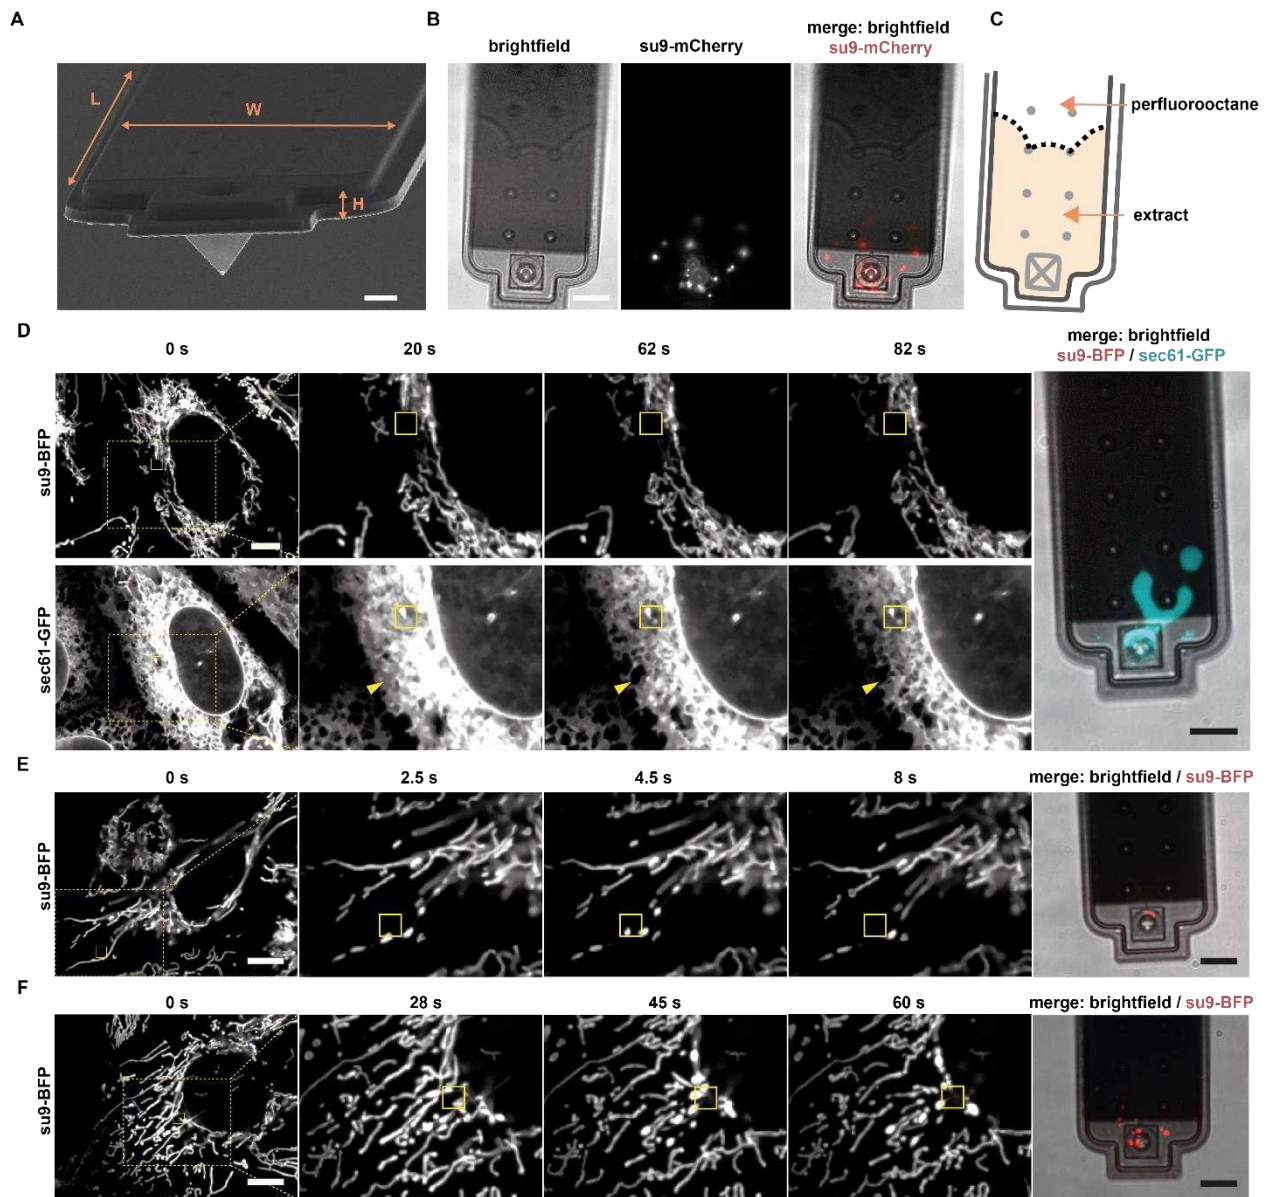 A
L
W
H
B
brightfield
su9-mCherry
merge: brightfield
su9-mCherry
C
perfluorooctane
extract
D
0 s
20 s
62 s
82 s
merge: brightfield
su9-BFP / sec61-GFP
su9-BFP
sec61-GFP
E
0 s
2.5 s
4.5 s
8 s
merge: brightfield / su9-BFP
su9-BFP
F
0 s
28 s
45 s
60 s
merge: brightfield / su9-BFP
su9-BFP